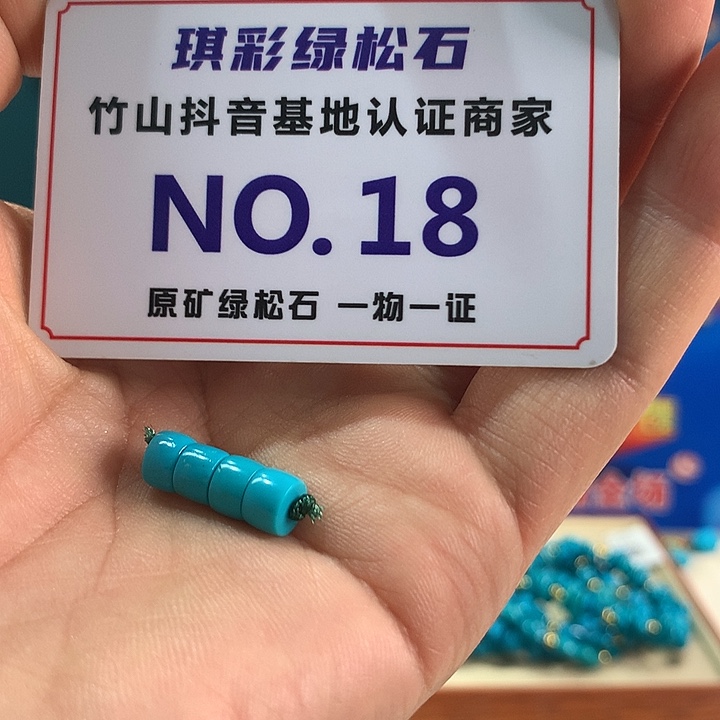 琪彩绿松石
竹山抖音基地认证商家
NO.18
原矿绿松石 一物一证